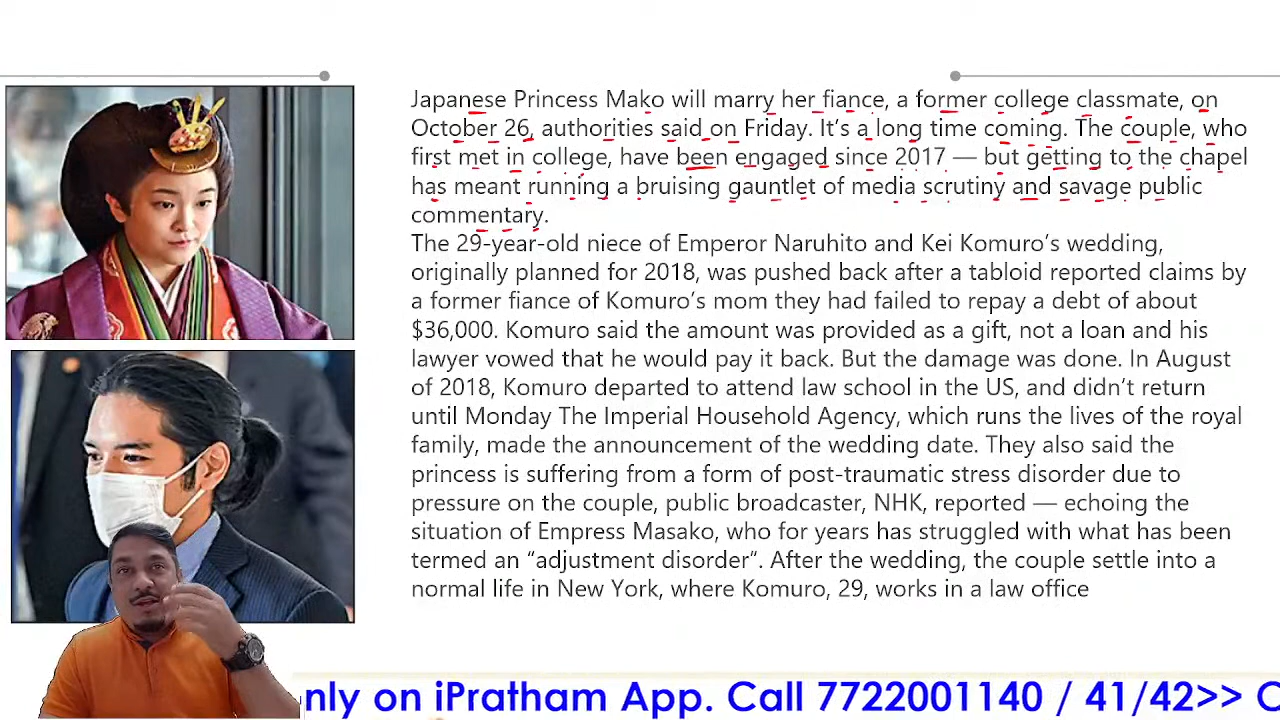 Japanese Princess Mako will marry her fiance, a former college classmate, on
October 26, authorities said on Friday. It's a long time coming. The couple, who
first met in college, have been engaged since 2017 — but getting to the chapel
has meant running a bruising gauntlet of media scrutiny and savage public
commentary.
The 29-year-old niece of Emperor Naruhito and Kei Komuro's wedding,
originally planned for 2018, was pushed back after a tabloid reported claims by
a former fiance of Komuro's mom they had failed to repay a debt of about
$36,000. Komuro said the amount was provided as a gift, not a loan and his
lawyer vowed that he would pay it back. But the damage was done. In August
of 2018, Komuro departed to attend law school in the US, and didn't return
until Monday The Imperial Household Agency, which runs the lives of the royal
family, made the announcement of the wedding date. They also said the
princess is suffering from a form of post-traumatic stress disorder due to
pressure on the couple, public broadcaster, NHK, reported — echoing the
situation of Empress Masako, who for years has struggled with what has been
termed an "adjustment disorder". After the wedding, the couple settle into a
normal life in New York, where Komuro, 29, works in a law office
nly on iPratham App. Call 7722001140 / 41/42>> C